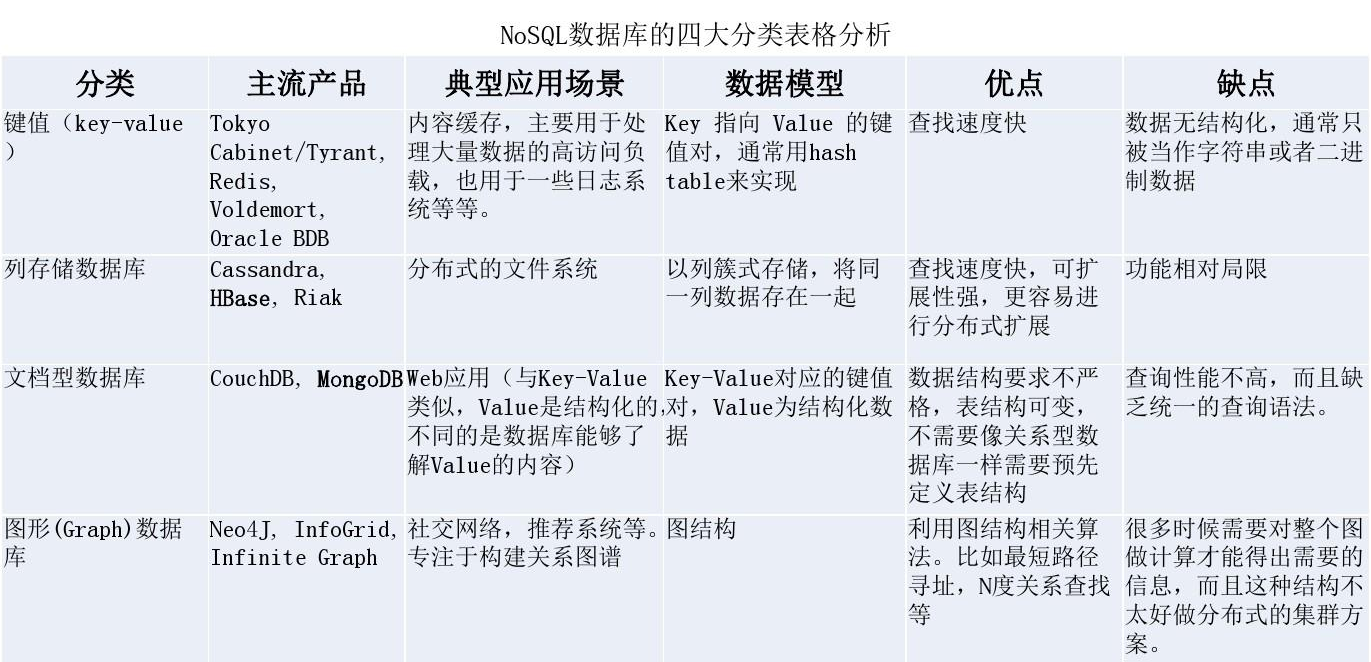 NoSQL数据库的四大分类表格分析
分类
主流产品
典型应用场景
数据模型
优点
缺点
键值（key-value
）
Tokyo
Cabinet/Tyrant,
Redis,
Voldemort,
Oracle BDB
内容缓存，主要用于处
理大量数据的高访问负
载，也用于一些日志系
统等等。
Key 指向 Value 的键
值对，通常用hash
table来实现
查找速度快
数据无结构化，通常只
被当作字符串或者二进
制数据
列存储数据库
Cassandra,
HBase, Riak
分布式的文件系统
以列簇式存储，将同
一列数据存在一起
查找速度快，可扩
展性强，更容易进
行分布式扩展
功能相对局限
文档型数据库
CouchDB, MongoDB
Web应用（与Key-Value
类似，Value是结构化的，
不同的是数据库能够了
解Value的内容）
Key-Value对应的键值
对，Value为结构化数
据
数据结构要求不严
格，表结构可变，
不需要像关系型数
据库一样需要预先
定义表结构
查询性能不高，而且缺
乏统一的查询语法。
图形(Graph)数据
库
Neo4J, InfoGrid,
Infinite Graph
社交网络，推荐系统等。
专注于构建关系图谱
图结构
利用图结构相关算
法。比如最短路径
寻址，N度关系查找
等
很多时候需要对整个图
做计算才能得出需要的
信息，而且这种结构不
太好做分布式的集群方
案。